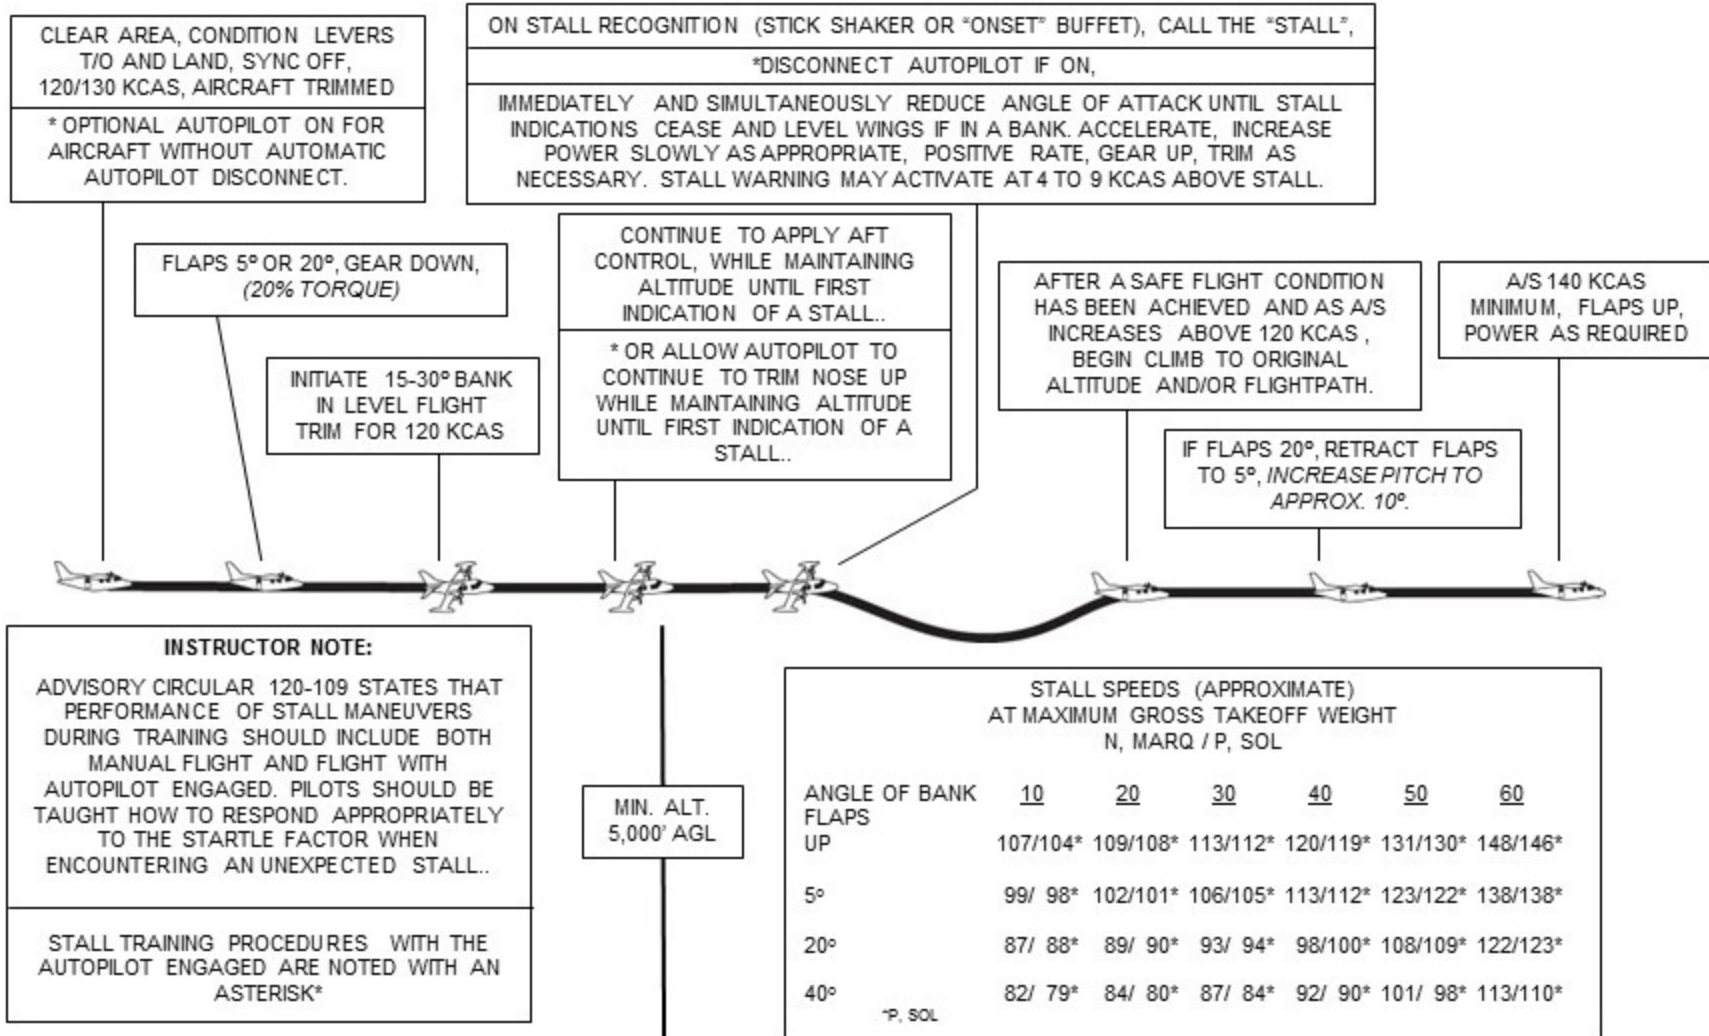 CLEAR AREA, CONDITION LEVERS
T/O AND LAND, SYNC OFF,
120/130 KCAS, AIRCRAFT TRIMMED
* OPTIONAL AUTOPILOT ON FOR
AIRCRAFT WITHOUT AUTOMATIC
AUTOPILOT DISCONNECT.
FLAPS 5º OR 20º, GEAR DOWN,
(20% TORQUE)
INITIATE 15-30º BANK
IN LEVEL FLIGHT
TRIM FOR 120 KCAS
CONTINUE TO APPLY AFT
CONTROL, WHILE MAINTAINING
ALTITUDE UNTIL FIRST
INDICATION OF A STALL..
* OR ALLOW AUTOPILOT TO
CONTINUE TO TRIM NOSE UP
WHILE MAINTAINING ALTITUDE
UNTIL FIRST INDICATION OF A
STALL..
ON STALL RECOGNITION (STICK SHAKER OR "ONSET" BUFFET), CALL THE "STALL",
*DISCONNECT AUTOPILOT IF ON,
IMMEDIATELY AND SIMULTANEOUSLY REDUCE ANGLE OF ATTACK UNTIL STALL
INDICATIONS CEASE AND LEVEL WINGS IF IN A BANK. ACCELERATE, INCREASE
POWER SLOWLY AS APPROPRIATE, POSITIVE RATE, GEAR UP, TRIM AS
NECESSARY. STALL WARNING MAY ACTIVATE AT 4 TO 9 KCAS ABOVE STALL.
AFTER A SAFE FLIGHT CONDITION
HAS BEEN ACHIEVED AND AS A/S
INCREASES ABOVE 120 KCAS ,
BEGIN CLIMB TO ORIGINAL
ALTITUDE AND/OR FLIGHTPATH.
IF FLAPS 20º, RETRACT FLAPS
TO 5º, INCREASE PITCH TO
APPROX. 10º.
A/S 140 KCAS
MINIMUM, FLAPS UP,
POWER AS REQUIRED
INSTRUCTOR NOTE:
ADVISORY CIRCULAR 120-109 STATES THAT
PERFORMANCE OF STALL MANEUVERS
DURING TRAINING SHOULD INCLUDE BOTH
MANUAL FLIGHT AND FLIGHT WITH
AUTOPILOT ENGAGED. PILOTS SHOULD BE
TAUGHT HOW TO RESPOND APPROPRIATELY
TO THE STARTLE FACTOR WHEN
ENCOUNTERING AN UNEXPECTED STALL..
STALL TRAINING PROCEDURES WITH THE
AUTOPILOT ENGAGED ARE NOTED WITH AN
ASTERISK*
MIN. ALT.
5,000' AGL
STALL SPEEDS (APPROXIMATE)
AT MAXIMUM GROSS TAKEOFF WEIGHT
N, MARQ / P, SOL
ANGLE OF BANK 10 20 30 40 50 60
FLAPS
UP 107/104* 109/108* 113/112* 120/119* 131/130* 148/146*
5º 99/ 98* 102/101* 106/105* 113/112* 123/122* 138/138*
20º 87/ 88* 89/ 90* 93/ 94* 98/100* 108/109* 122/123*
40º 82/ 79* 84/ 80* 87/ 84* 92/ 90* 101/ 98* 113/110*
*P, SOL